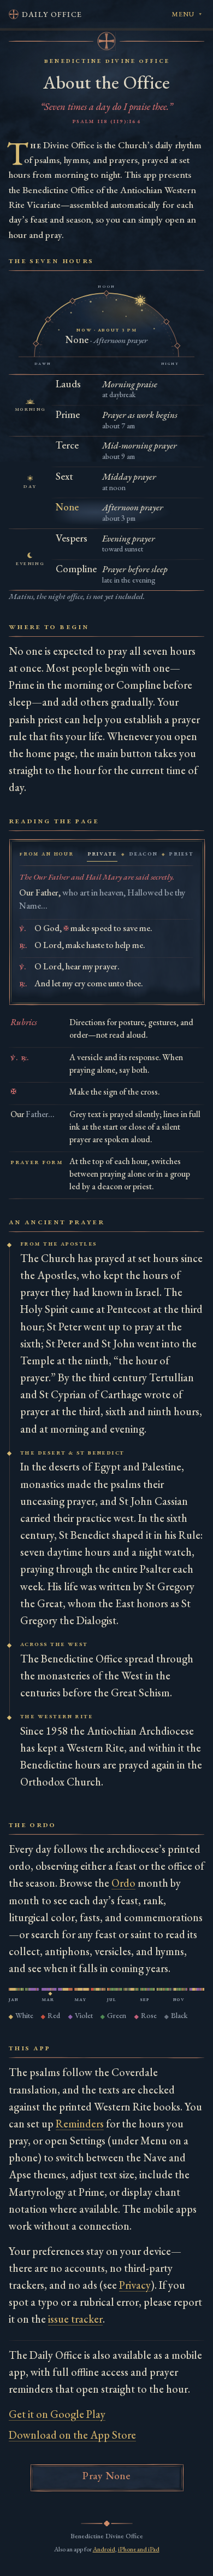 DAILY OFFICE
MENU
BENEDICTINE DIVINE OFFICE
About the Office
“Seven times a day do I praise thee.”
PSALM 118 (119):164
THE Divine Office is the Church’s daily rhythm
of psalms, hymns, and prayers, prayed at set
hours from morning to night. This app presents
the Benedictine Office of the Antiochian Western
Rite Vicariate—assembled automatically for each
day’s feast and season, so you can simply open an
hour and pray.
THE SEVEN HOURS
NOON
NOW · ABOUT 3 PM
None · Afternoon prayer
DAWN
NIGHT
Lauds
Morning praise
at daybreak
MORNING
Prime
Prayer as work begins
about 7 am
Terce
Mid-morning prayer
about 9 am
DAY
Sext
Midday prayer
at noon
None
Afternoon prayer
about 3 pm
Vespers
Evening prayer
toward sunset
EVENING
Compline
Prayer before sleep
late in the evening
Matins, the night office, is not yet included.
WHERE TO BEGIN
No one is expected to pray all seven hours
at once. Most people begin with one—
Prime in the morning or Compline before
sleep—and add others gradually. Your
parish priest can help you establish a prayer
rule that fits your life. Whenever you open
the home page, the main button takes you
straight to the hour for the current time of
day.
READING THE PAGE
FROM AN HOUR
PRIVATE ◆ DEACON ◆ PRIEST
The Our Father and Hail Mary are said secretly.
Our Father, who art in heaven, Hallowed be thy
Name…
℣. O God, ✠ make speed to save me.
℟. O Lord, make haste to help me.
℣. O Lord, hear my prayer.
℟. And let my cry come unto thee.
Rubrics
Directions for posture, gestures, and
order—not read aloud.
℣. ℟.
A versicle and its response. When
praying alone, say both.
✠
Make the sign of the cross.
Our Father…
Grey text is prayed silently; lines in full
ink at the start or close of a silent
prayer are spoken aloud.
PRAYER FORM
At the top of each hour, switches
between praying alone or in a group
led by a deacon or priest.
AN ANCIENT PRAYER
FROM THE APOSTLES
The Church has prayed at set hours since
the Apostles, who kept the hours of
prayer they had known in Israel. The
Holy Spirit came at Pentecost at the third
hour; St Peter went up to pray at the
sixth; St Peter and St John went into the
Temple at the ninth, “the hour of
prayer.” By the third century Tertullian
and St Cyprian of Carthage wrote of
prayer at the third, sixth and ninth hours,
and at morning and evening.
THE DESERT & ST BENEDICT
In the deserts of Egypt and Palestine,
monastics made the psalms their
unceasing prayer, and St John Cassian
carried their practice west. In the sixth
century, St Benedict shaped it in his Rule:
seven daytime hours and a night watch,
praying through the entire Psalter each
week. His life was written by St Gregory
the Great, whom the East honors as St
Gregory the Dialogist.
ACROSS THE WEST
The Benedictine Office spread through
the monasteries of the West in the
centuries before the Great Schism.
THE WESTERN RITE
Since 1958 the Antiochian Archdiocese
has kept a Western Rite, and within it the
Benedictine hours are prayed again in the
Orthodox Church.
THE ORDO
Every day follows the archdiocese’s printed
ordo, observing either a feast or the office of
the season. Browse the Ordo month by
month to see each day’s feast, rank,
liturgical color, fasts, and commemorations
—or search for any feast or saint to read its
collect, antiphons, versicles, and hymns,
and see when it falls in coming years.
JAN MAR MAY JUL SEP NOV
White Red Violet Green Rose Black
THIS APP
The psalms follow the Coverdale
translation, and the texts are checked
against the printed Western Rite books. You
can set up Reminders for the hours you
pray, or open Settings (under Menu on a
phone) to switch between the Nave and
Apse themes, adjust text size, include the
Martyrology at Prime, or display chant
notation where available. The mobile apps
work without a connection.
Your preferences stay on your device—
there are no accounts, no third-party
trackers, and no ads (see Privacy). If you
spot a typo or a rubrical error, please report
it on the issue tracker.
The Daily Office is also available as a mobile
app, with full offline access and prayer
reminders that open straight to the hour.
Get it on Google Play
Download on the App Store
Pray None
Benedictine Divine Office
Also an app for Android, iPhone and iPad